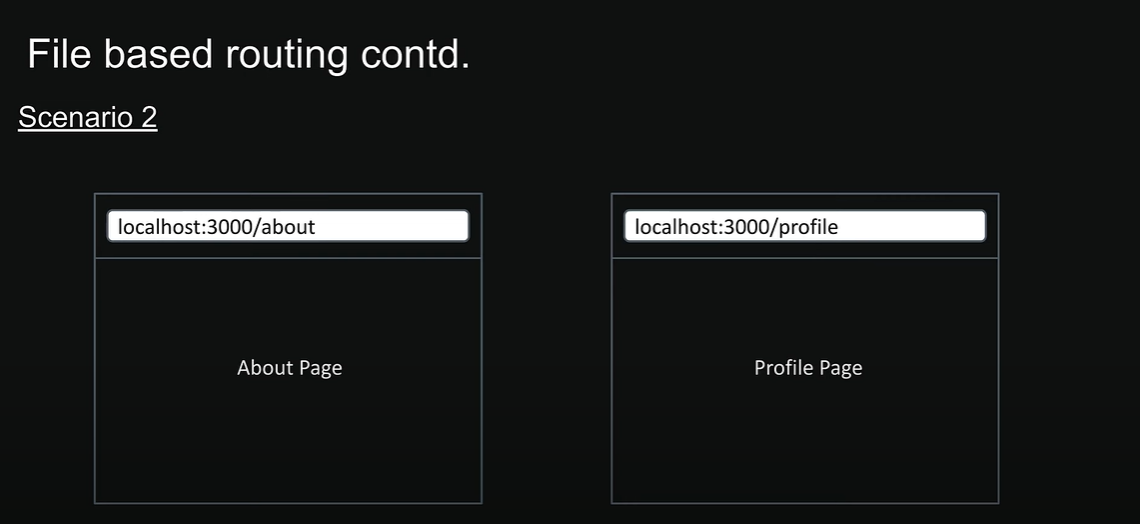 File based routing contd.
Scenario 2
localhost:3000/about
localhost:3000/profile
About Page
Profile Page